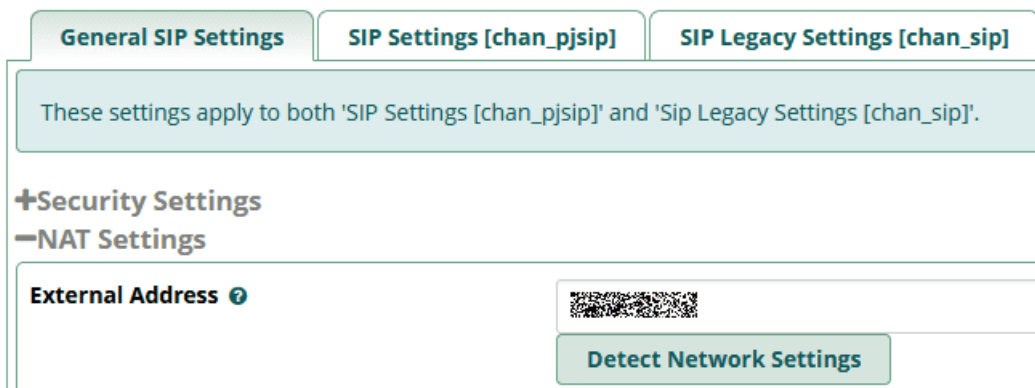 General SIP Settings
SIP Settings [chan_pjsip]
SIP Legacy Settings [chan_sip]
These settings apply to both 'SIP Settings [chan_pjsip]' and 'Sip Legacy Settings [chan_sip]'.
+Security Settings
−NAT Settings
External Address ?
Detect Network Settings